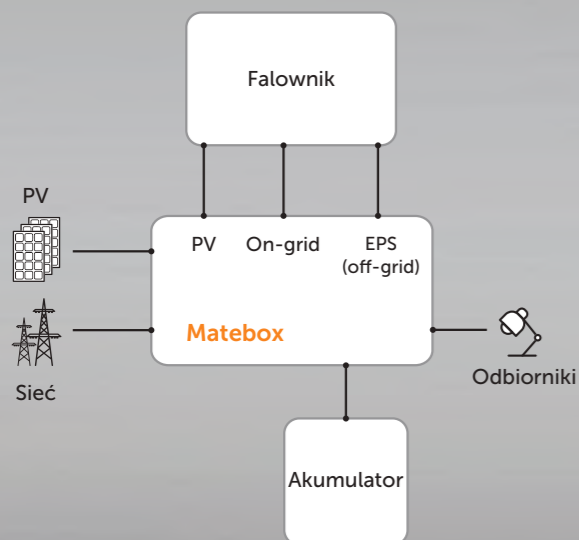 Falownik
PV
PV On-grid EPS
(off-grid)
Matebox
Sieć
Odbiorniki
Akumulator